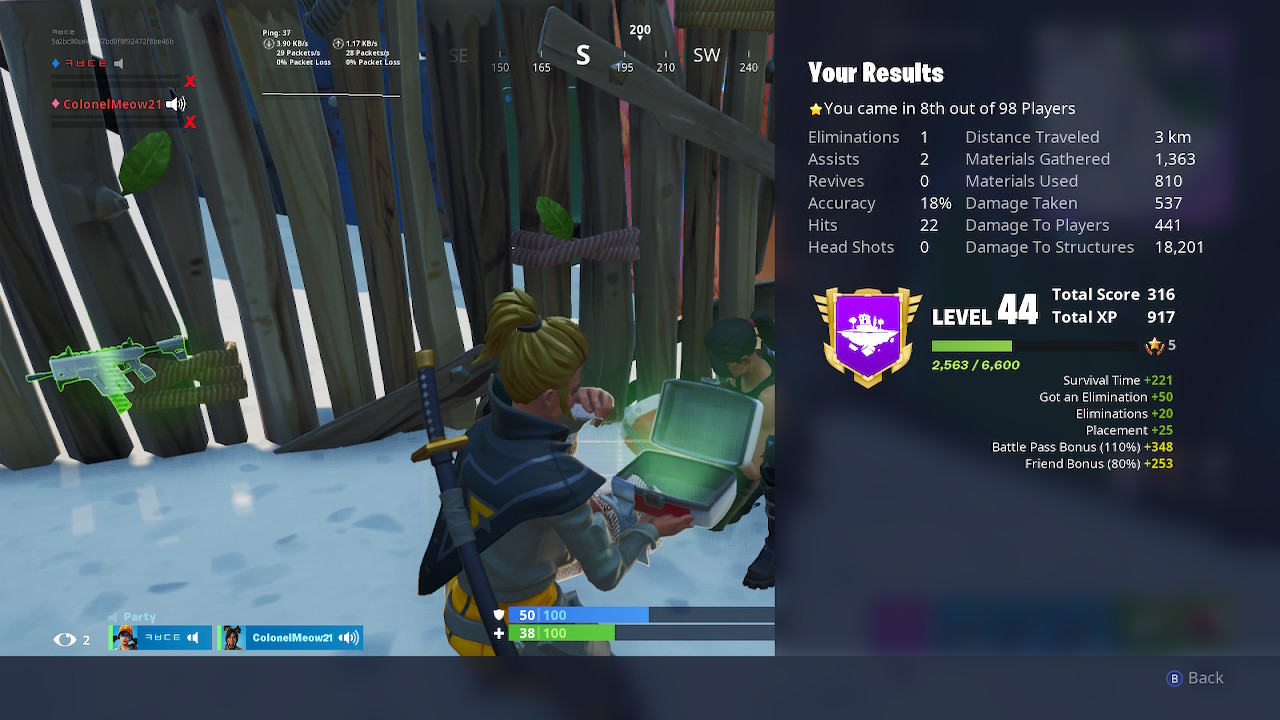 ㅋㅂㄷㅌ
Ping: 37
3.90 KB/s 1.17 KB/s
29 Packets/s 28 Packets/s
0% Packet Loss 0% Packet Loss
ㅋㅂㄷㅌ
X
ColonelMeow21
X
200
SE S SW
150 165 195 210 240
Your Results
You came in 8th out of 98 Players
Eliminations 1 Distance Traveled 3 km
Assists 2 Materials Gathered 1,363
Revives 0 Materials Used 810
Accuracy 18% Damage Taken 537
Hits 22 Damage To Players 441
Head Shots 0 Damage To Structures 18,201
LEVEL 44
Total Score 316
Total XP 917
5
2,563 / 6,600
Survival Time +221
Got an Elimination +50
Eliminations +20
Placement +25
Battle Pass Bonus (110%) +348
Friend Bonus (80%) +253
50 | 100
38 | 100
Party
2 ㅋㅂㄷㅌ ColonelMeow21
B Back